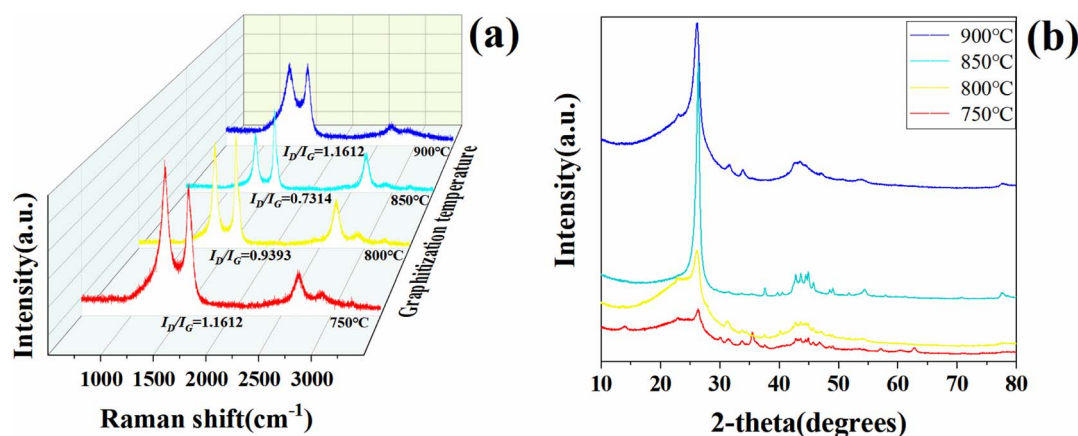 (a)
I_D/I_G=1.1612
900°C
I_D/I_G=0.7314
850°C
I_D/I_G=0.9393
800°C
I_D/I_G=1.1612
750°C
Graphitization temperature
Intensity(a.u.)
1000 1500 2000 2500 3000
Raman shift(cm⁻¹)
(b)
900°C
850°C
800°C
750°C
Intensity(a.u.)
10 20 30 40 50 60 70 80
2-theta(degrees)